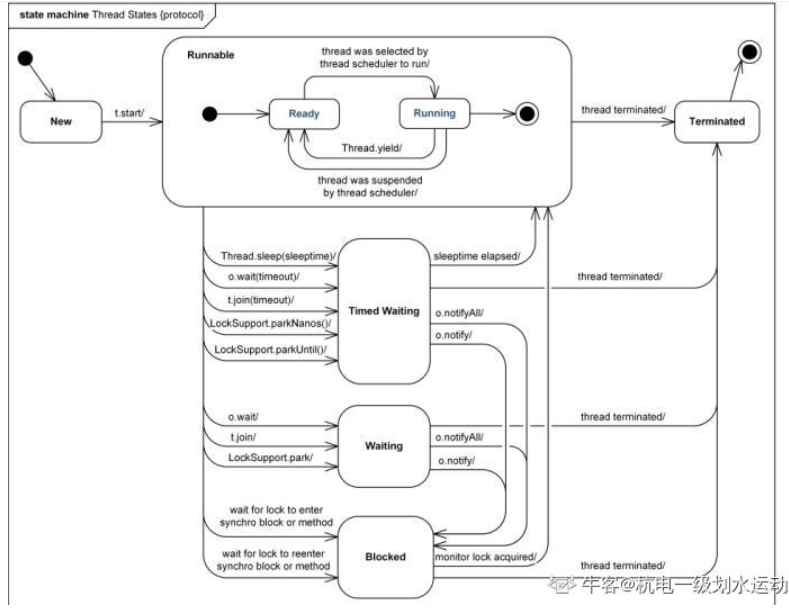 state machine Thread States {protocol}
Runnable
thread was selected by
thread scheduler to run/
New
t.start/
Ready
Running
thread terminated/
Terminated
Thread.yield/
thread was suspended
by thread scheduler/
Thread.sleep(sleeptime)/
sleeptime elapsed/
o.wait(timeout)/
thread terminated/
t.join(timeout)/
Timed Waiting
o.notifyAll/
LockSupport.parkNanos()/
o.notify/
LockSupport.parkUntil()/
o.wait/
thread terminated/
t.join/
Waiting
o.notifyAll/
LockSupport.park/
o.notify/
wait for lock to enter
synchro block or method
wait for lock to reenter
synchro block or method
Blocked
monitor lock acquired/
thread terminated/
牛客@杭电一级划水运动